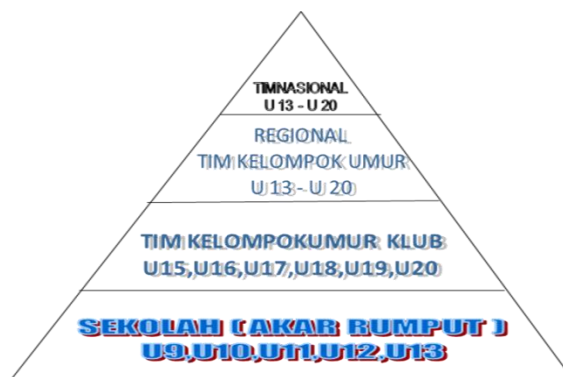 TIMNASIONAL
U 13 - U 20
REGIONAL
TIM KELOMPOK UMUR
U 13- U 20
TIM KELOMPOKUMUR KLUB
U15,U16,U17,U18,U19,U20
SEKOLAH ( AKAR RUMPUT )
U9,U10,U11,U12,U13